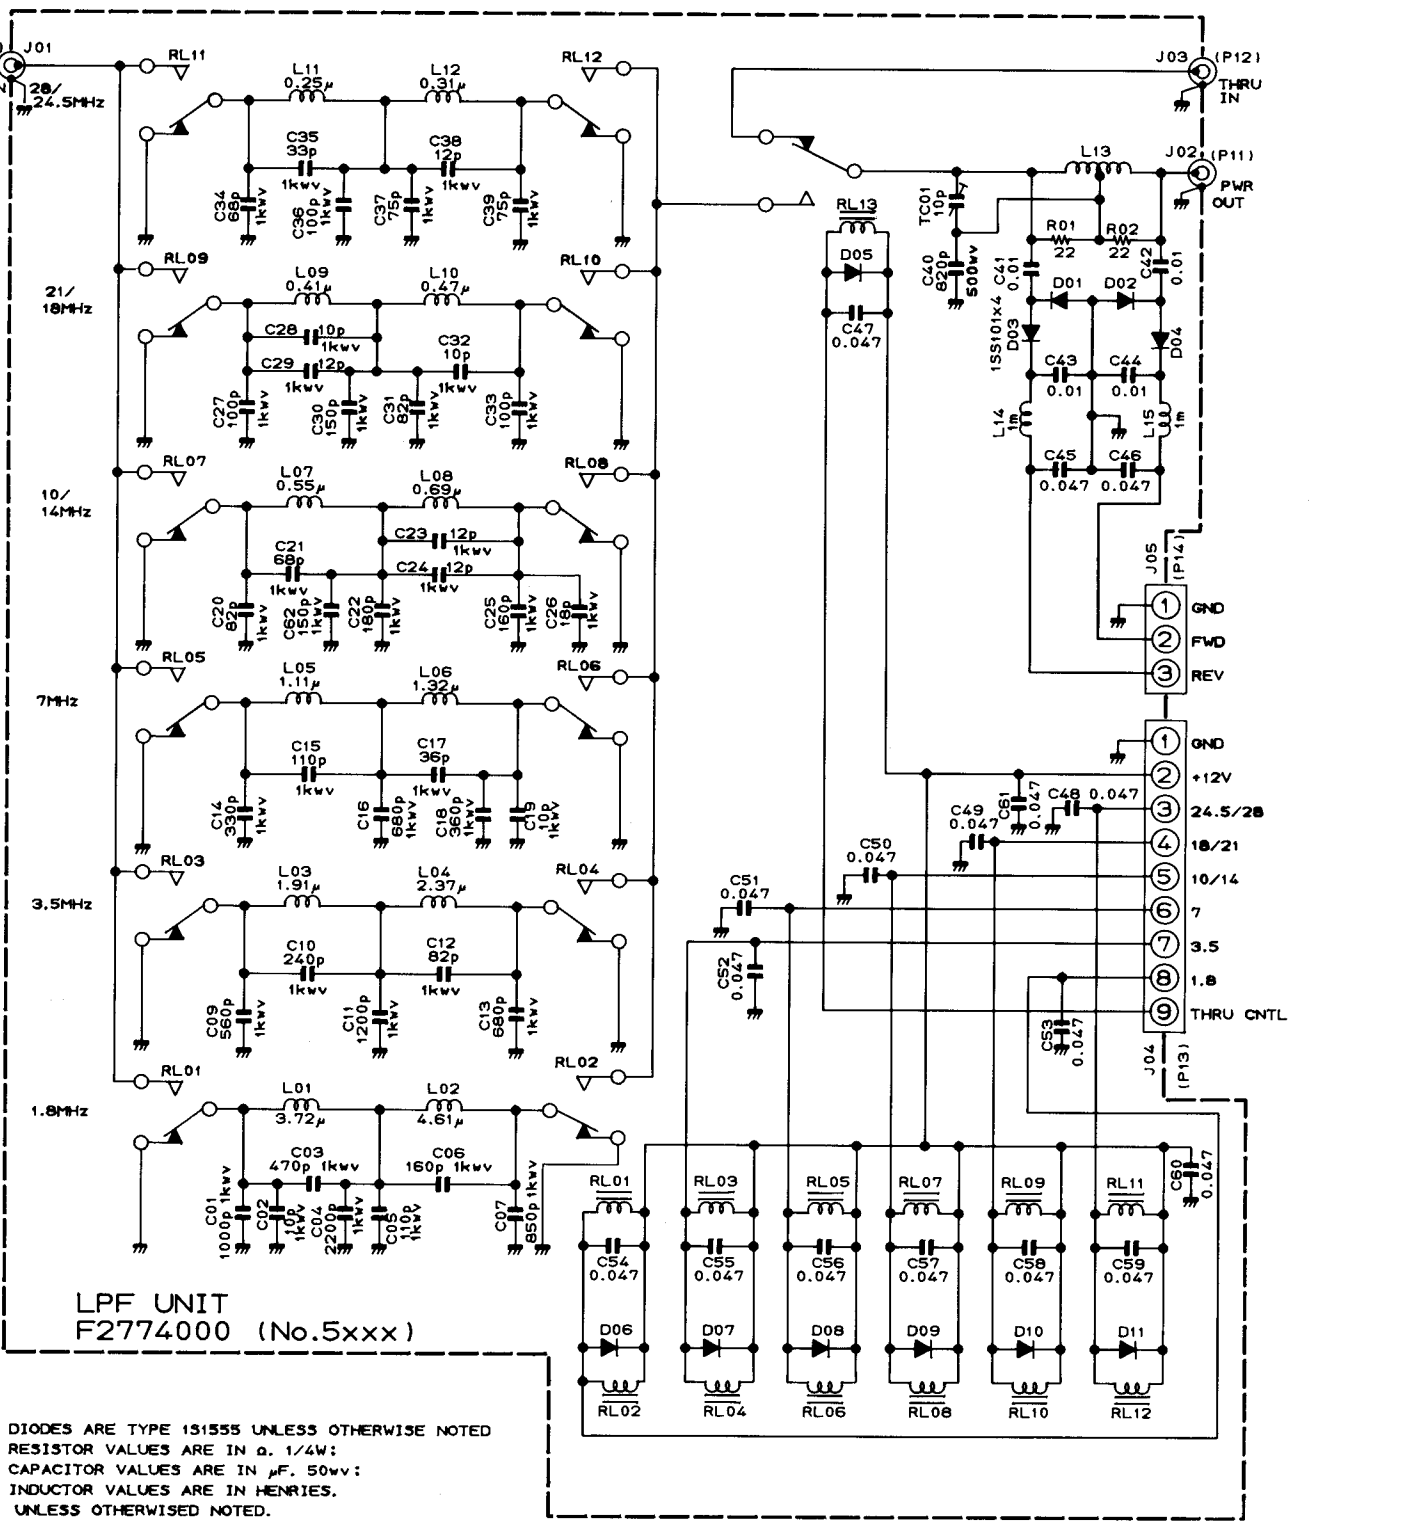 J01
28/
24.5MHz
RL11
L11
0.25μ
L12
0.31μ
RL12
C35
33p
1kwv
C38
12p
1kwv
C34
68p
1kwv
C36
100p
1kwv
C37
75p
1kwv
C39
75p
1kwv
J03 (P12)
THRU
IN
L13
J02 (P11)
PWR
OUT
TC01
10p
RL13
D05
C47
0.047
C40
820p
500wv
R01
22
R02
22
C41
0.01
C42
0.01
D01
D02
1SS101x4
D03
D04
C43
0.01
C44
0.01
L14
1m
L15
1m
C45
0.047
C46
0.047
21/
18MHz
RL09
L09
0.41μ
L10
0.47μ
RL10
C28
10p
1kwv
C29
12p
1kwv
C32
10p
1kwv
C27
100p
1kwv
C30
150p
1kwv
C31
82p
1kwv
C33
100p
1kwv
10/
14MHz
RL07
L07
0.55μ
L08
0.69μ
RL08
C23
12p
1kwv
C24
12p
1kwv
C21
68p
1kwv
C20
82p
1kwv
C62
150p
1kwv
C22
180p
1kwv
C25
160p
1kwv
C26
18p
1kwv
J05
(P14)
1 GND
2 FWD
3 REV
7MHz
RL05
L05
1.11μ
L06
1.32μ
RL06
C15
110p
1kwv
C17
36p
1kwv
C14
330p
1kwv
C16
680p
1kwv
C18
360p
1kwv
C19
10p
1kwv
1 GND
2 +12V
3 24.5/28
4 18/21
5 10/14
6 7
7 3.5
8 1.8
9 THRU CNTL
J04
(P13)
C61
0.047
C48 0.047
C49
0.047
C50
0.047
C51
0.047
C52
0.047
C53
0.047
3.5MHz
RL03
L03
1.91μ
L04
2.37μ
RL04
C10
240p
1kwv
C12
82p
1kwv
C09
560p
1kwv
C11
1200p
1kwv
C13
680p
1kwv
1.8MHz
RL01
L01
3.72μ
L02
4.61μ
RL02
C03
470p 1kwv
C06
160p 1kwv
C01
1000p 1kwv
C02
10p
1kwv
C04
2200p
1kwv
C05
110p
1kwv
C07
850p 1kwv
RL01
RL03
RL05
RL07
RL09
RL11
C60
0.047
C54
0.047
C55
0.047
C56
0.047
C57
0.047
C58
0.047
C59
0.047
D06
D07
D08
D09
D10
D11
RL02
RL04
RL06
RL08
RL10
RL12
LPF UNIT
F2774000 (No.5xxx)
DIODES ARE TYPE 1S1555 UNLESS OTHERWISE NOTED
RESISTOR VALUES ARE IN Ω. 1/4W;
CAPACITOR VALUES ARE IN μF. 50wv;
INDUCTOR VALUES ARE IN HENRIES.
UNLESS OTHERWISED NOTED.